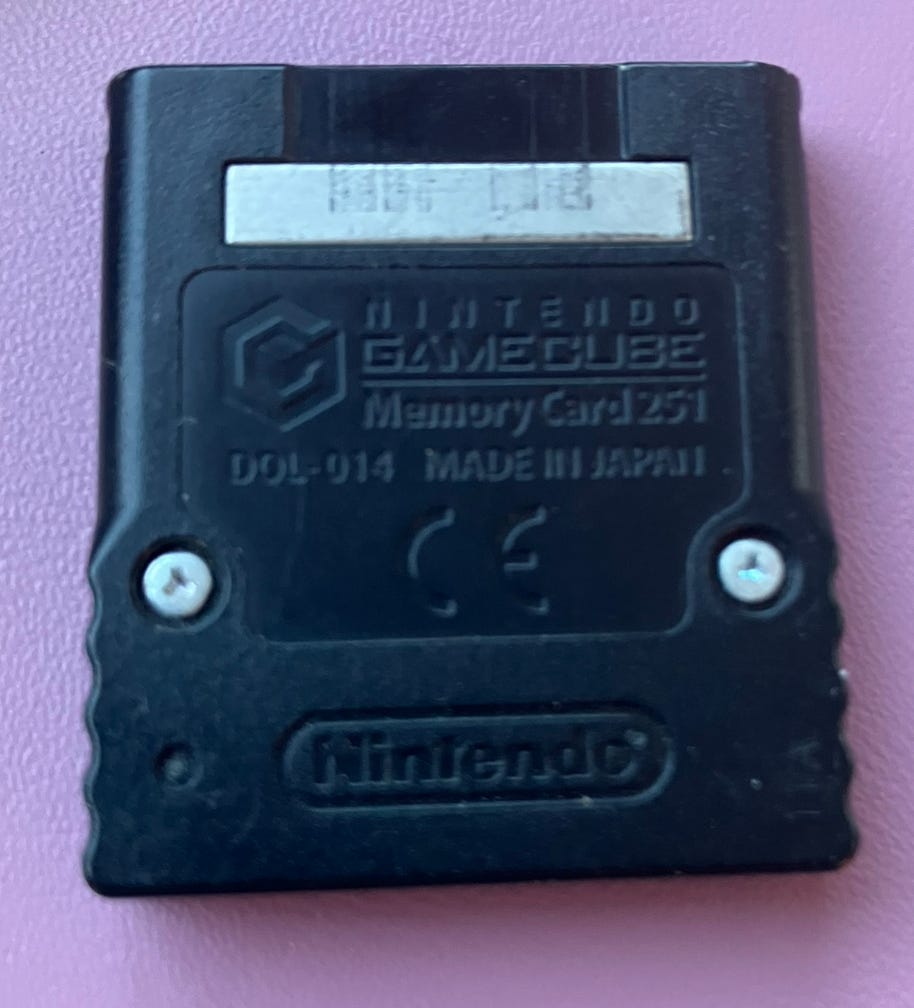 NINTENDO
GAMECUBE
Memory Card 251
DOL-014 MADE IN JAPAN
CE
Nintendo